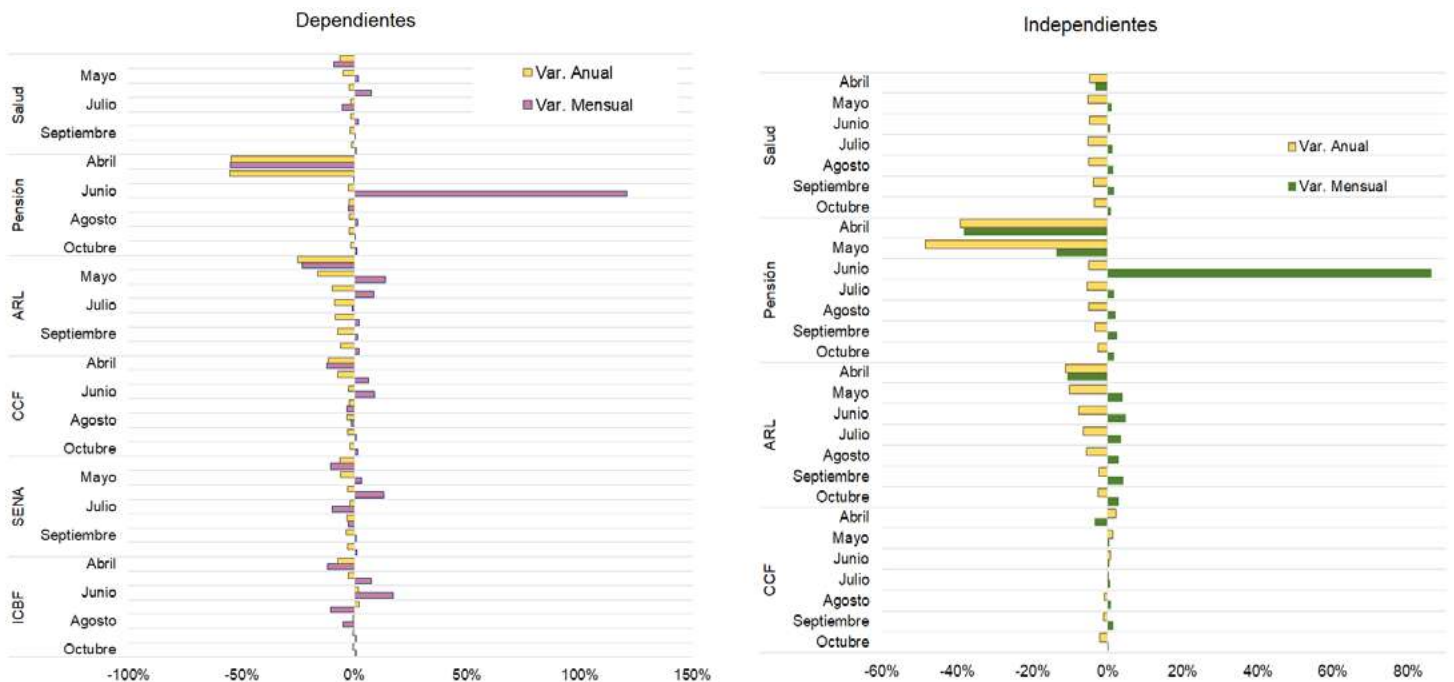 Dependientes
Var. Anual
Var. Mensual
Salud
Mayo
Julio
Septiembre
Pensión
Abril
Junio
Agosto
Octubre
ARL
Mayo
Julio
Septiembre
CCF
Abril
Junio
Agosto
Octubre
SENA
Mayo
Julio
Septiembre
ICBF
Abril
Junio
Agosto
Octubre
-100% -50% 0% 50% 100% 150%
Independientes
Var. Anual
Var. Mensual
Salud
Abril
Mayo
Junio
Julio
Agosto
Septiembre
Octubre
Pensión
Abril
Mayo
Junio
Julio
Agosto
Septiembre
Octubre
ARL
Abril
Mayo
Junio
Julio
Agosto
Septiembre
Octubre
CCF
Abril
Mayo
Junio
Julio
Agosto
Septiembre
Octubre
-60% -40% -20% 0% 20% 40% 60% 80%